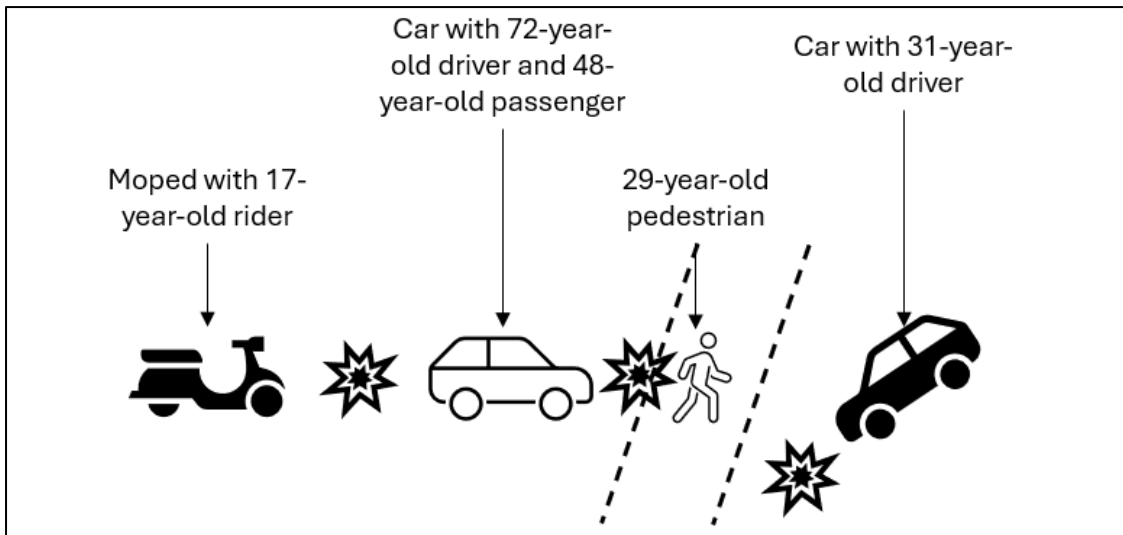 Car with 72-year-
old driver and 48-
year-old passenger
Car with 31-year-
old driver
Moped with 17-
year-old rider
29-year-old
pedestrian